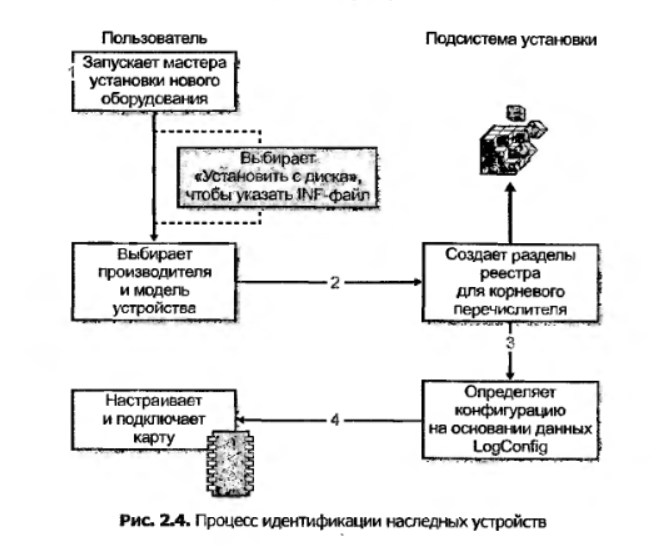 Пользователь
Подсистема установки
1
Запускает мастера
установки нового
оборудования
Выбирает
«Установить с диска»,
чтобы указать INF-файл
Выбирает
производителя
и модель
устройства
2
Создает разделы
реестра
для корневого
перечислителя
3
Определяет
конфигурацию
на основании данных
LogConfig
4
Настраивает
и подключает
карту
Рис. 2.4. Процесс идентификации наследных устройств